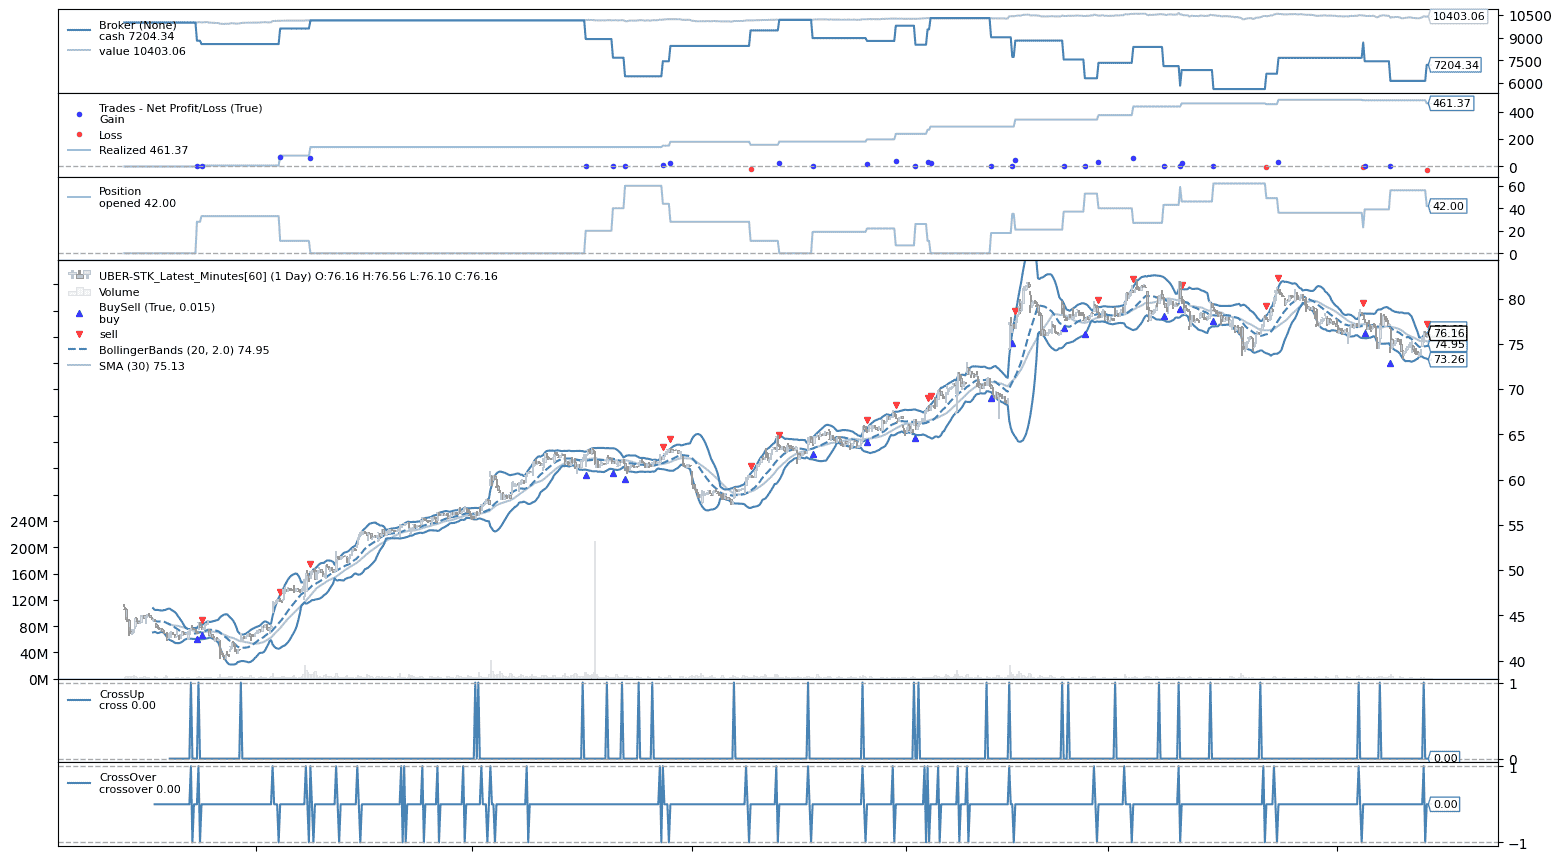 Broker (None)
cash 7204.34
value 10403.06
10500
10403.06
9000
7500
7204.34
6000
Trades - Net Profit/Loss (True)
Gain
Loss
Realized 461.37
461.37
400
200
0
Position
opened 42.00
60
42.00
40
20
0
UBER-STK_Latest_Minutes[60] (1 Day) O:76.16 H:76.56 L:76.10 C:76.16
Volume
BuySell (True, 0.015)
buy
sell
BollingerBands (20, 2.0) 74.95
SMA (30) 75.13
80
76.16
75
74.95
73.26
70
65
60
55
50
45
40
240M
200M
160M
120M
80M
40M
0M
CrossUp
cross 0.00
1
0.00
0
CrossOver
crossover 0.00
1
0.00
−1